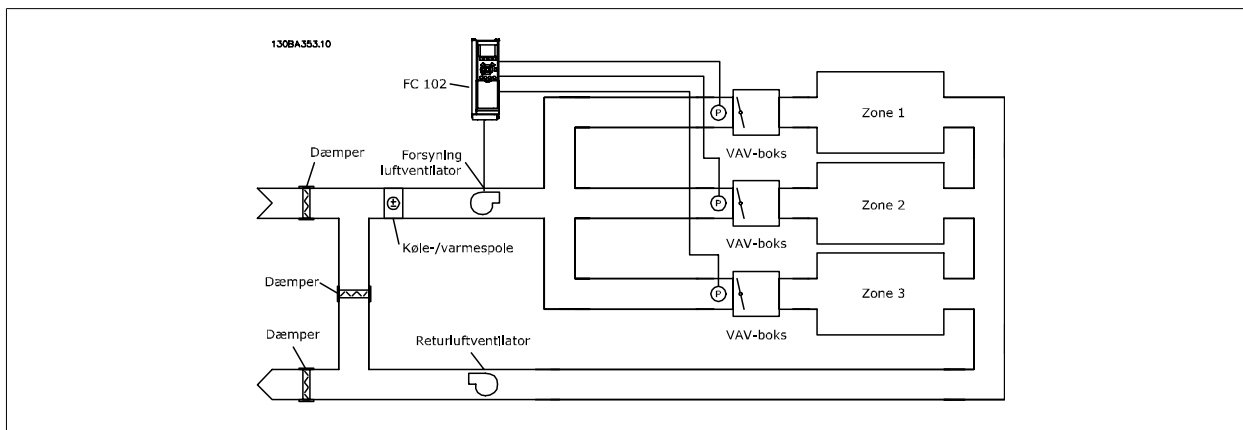 130BA353.10
FC 102
Dæmper
Forsyning
luftventilator
P
VAV-boks
Zone 1
P
VAV-boks
Zone 2
Køle-/varmespole
Dæmper
P
VAV-boks
Zone 3
Dæmper
Returluftventilator